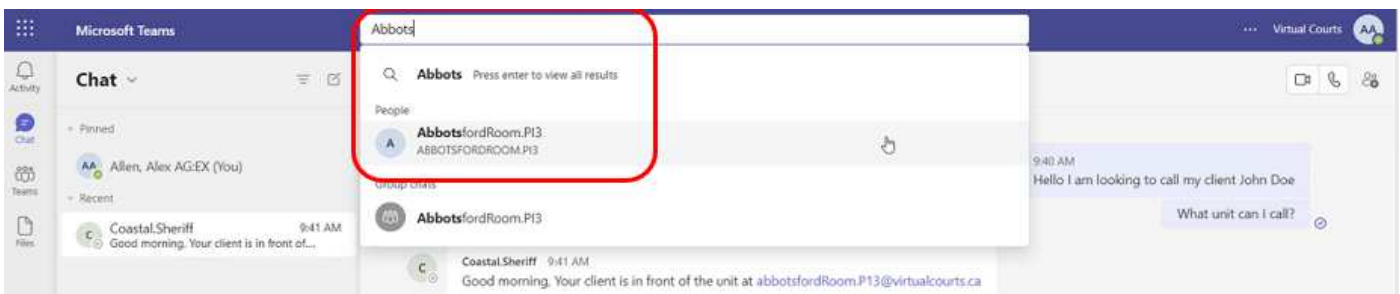 Microsoft Teams
Abbots
Virtual Courts
AA
Activity
Chat
Teams
Files
Chat
Pinned
AA Allen, Alex AG:EX (You)
Recent
C Coastal.Sheriff 9:41 AM
Good morning. Your client is in front of...
Abbots Press enter to view all results
People
A AbbotsfordRoom.PI3
ABBOTSFORDROOM.PI3
Group chats
AbbotsfordRoom.PI3
9:40 AM
Hello I am looking to call my client John Doe
What unit can I call?
C Coastal.Sheriff 9:41 AM
Good morning. Your client is in front of the unit at abbotsfordRoom.P13@virtualcourts.ca